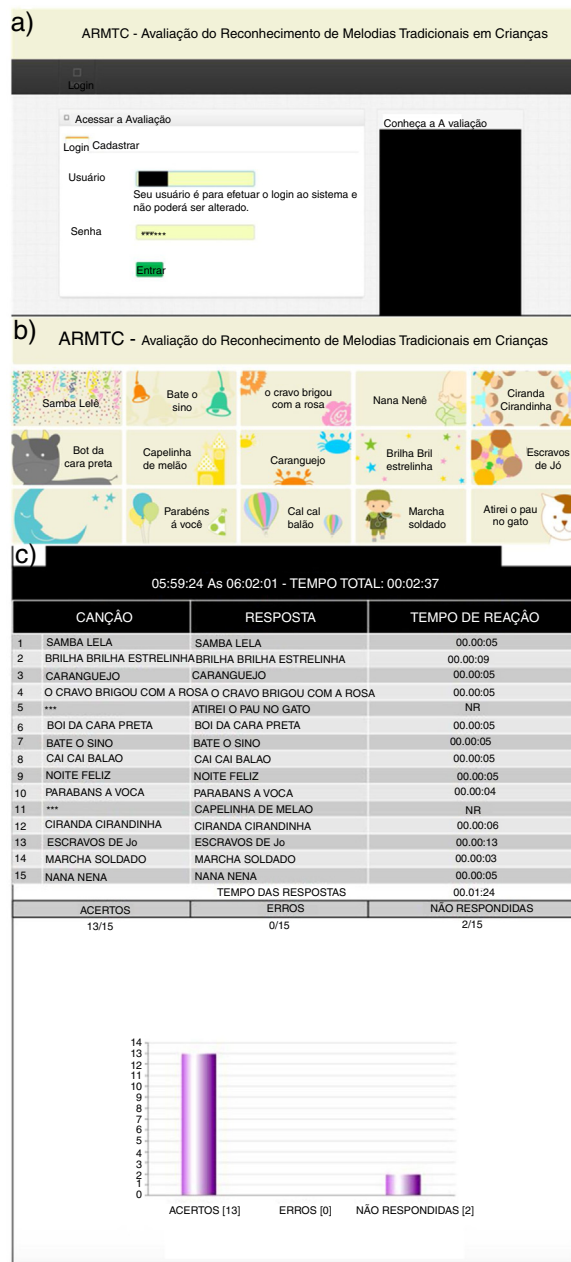 a)
ARMTC - Avaliação do Reconhecimento de Melodias Tradicionais em Crianças
Login
Acessar a Avaliação
Login Cadastrar
Usuário
Seu usuário é para efetuar o login ao sistema e
não poderá ser alterado.
Senha
******
Entrar
Conheça a A valiação
b)
ARMTC - Avaliação do Reconhecimento de Melodias Tradicionais em Crianças
Samba Lelê
Bate o
sino
o cravo brigou
com a rosa
Nana Nenê
Ciranda
Cirandinha
Bot da
cara preta
Capelinha
de melão
Caranguejo
Brilha Bril
estrelinha
Escravos
de Jó
Parabéns
á você
Cal cal
balão
Marcha
soldado
Atirei o pau
no gato
c)
05:59:24 As 06:02:01 - TEMPO TOTAL: 00:02:37
CANÇÂO RESPOSTA TEMPO DE REAÇÂO
1 SAMBA LELA SAMBA LELA 00.00:05
2 BRILHA BRILHA ESTRELINHA BRILHA BRILHA ESTRELINHA 00.00:09
3 CARANGUEJO CARANGUEJO 00.00:05
4 O CRAVO BRIGOU COM A ROSA O CRAVO BRIGOU COM A ROSA 00.00:05
5 *** ATIREI O PAU NO GATO NR
6 BOI DA CARA PRETA BOI DA CARA PRETA 00.00:05
7 BATE O SINO BATE O SINO 00.00:05
8 CAI CAI BALAO CAI CAI BALAO 00.00:05
9 NOITE FELIZ NOITE FELIZ 00.00:05
10 PARABANS A VOCA PARABANS A VOCA 00.00:04
11 *** CAPELINHA DE MELAO NR
12 CIRANDA CIRANDINHA CIRANDA CIRANDINHA 00.00:06
13 ESCRAVOS DE Jo ESCRAVOS DE Jo 00.00:13
14 MARCHA SOLDADO MARCHA SOLDADO 00.00:03
15 NANA NENA NANA NENA 00.00:05
TEMPO DAS RESPOSTAS 00.01:24
ACERTOS ERROS NÃO RESPONDIDAS
13/15 0/15 2/15
14
13
12
11
10
9
8
7
6
5
4
3
2
1
0
ACERTOS [13] ERROS [0] NÃO RESPONDIDAS [2]